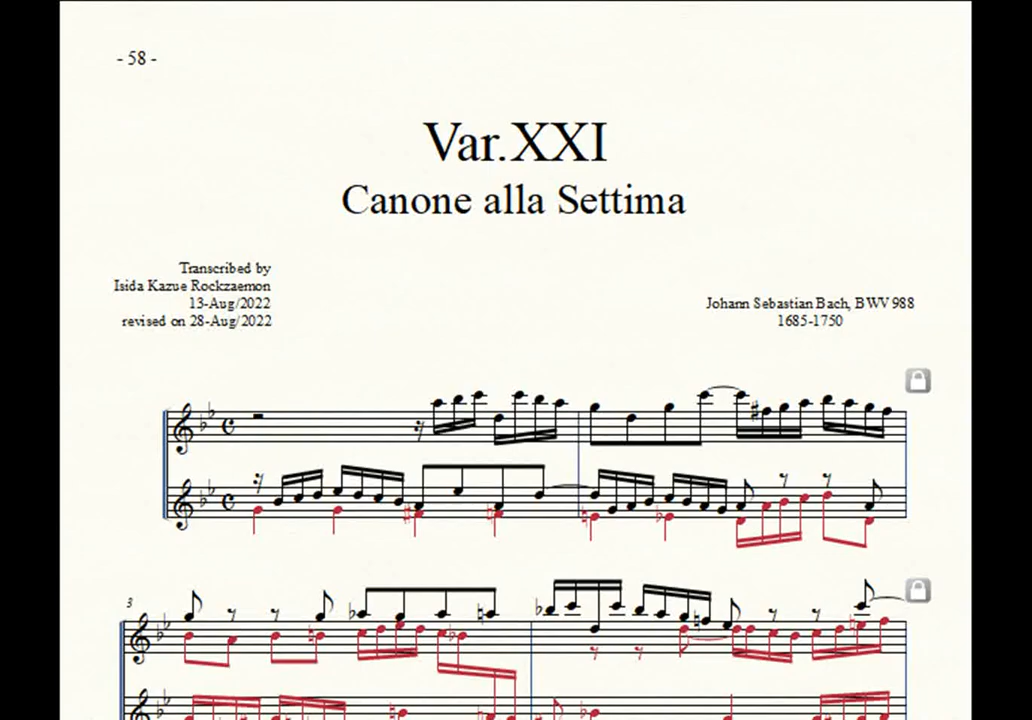 - 58 -
Var.XXI
Canone alla Settima
Transcribed by
Isida Kazue Rockzaemon
13-Aug/2022
revised on 28-Aug/2022
Johann Sebastian Bach, BWV 988
1685-1750
3